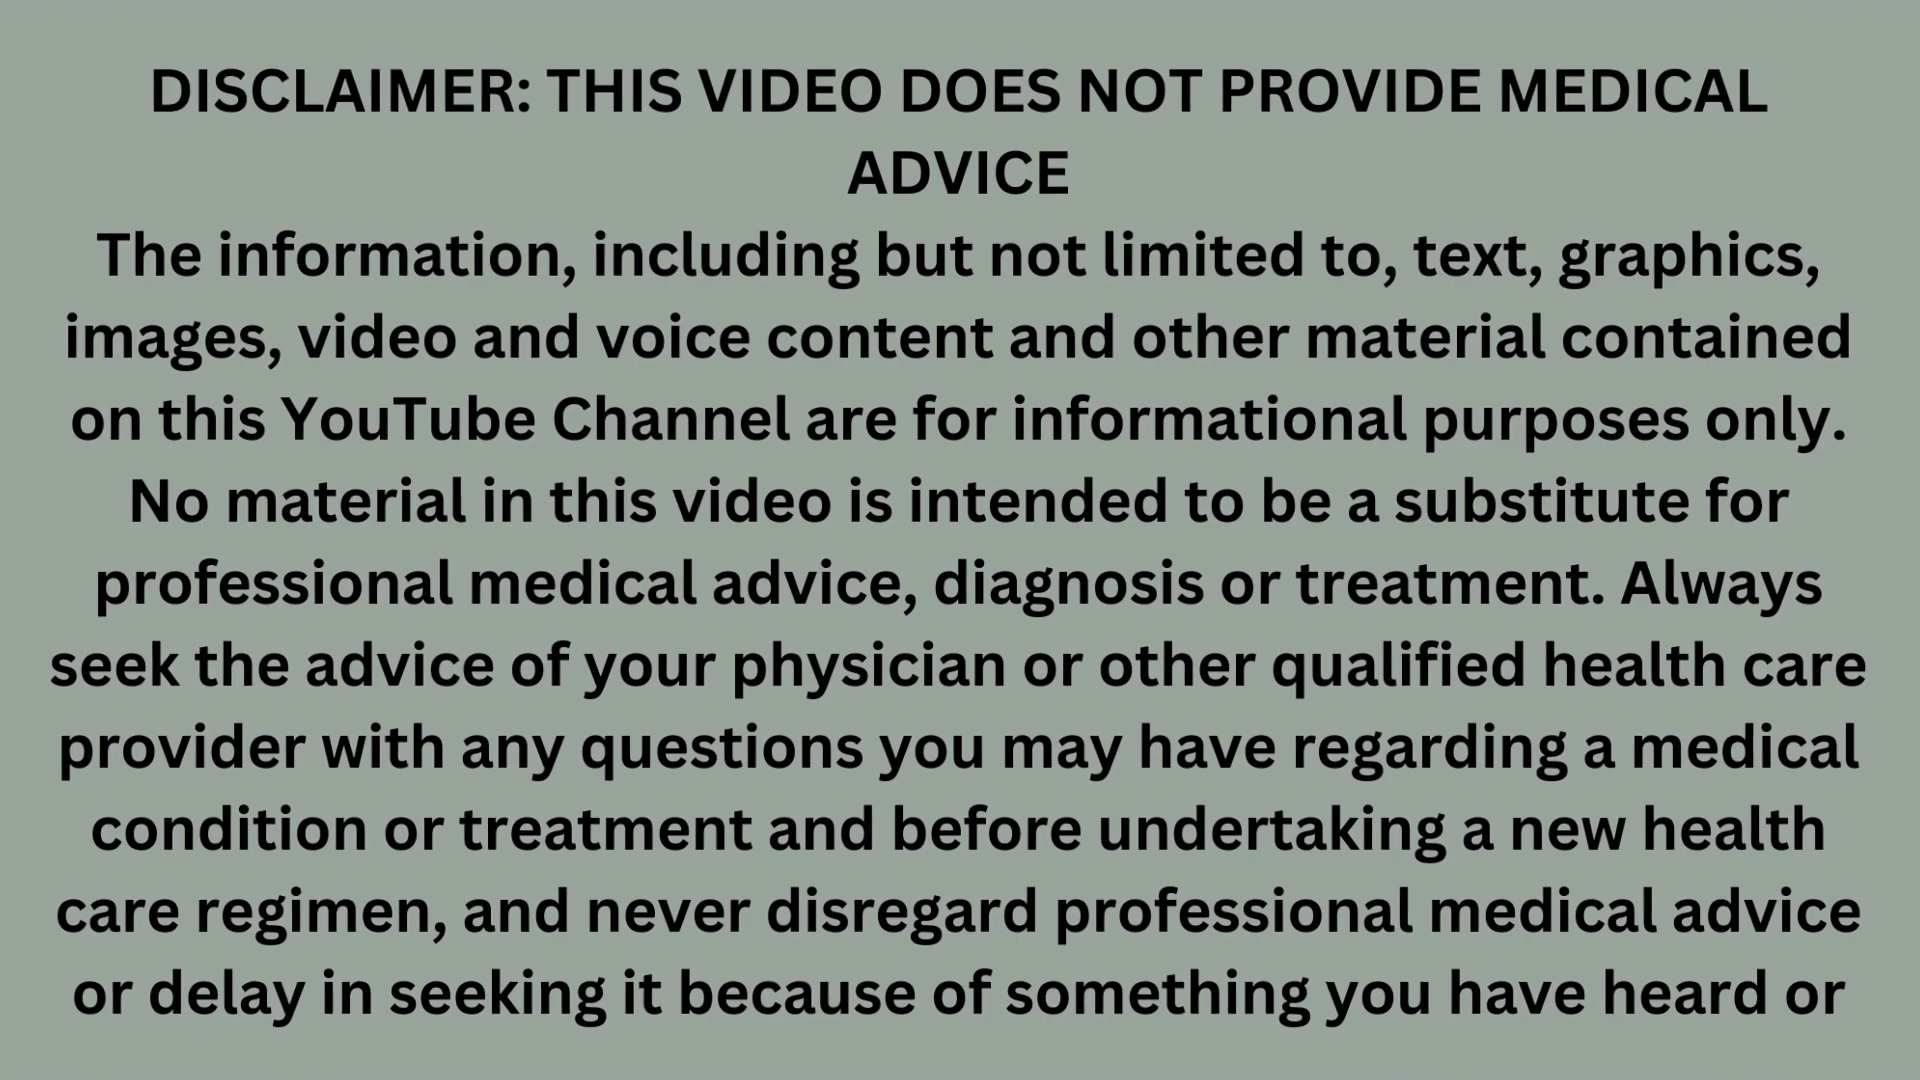 DISCLAIMER: THIS VIDEO DOES NOT PROVIDE MEDICAL
ADVICE
The information, including but not limited to, text, graphics,
images, video and voice content and other material contained
on this YouTube Channel are for informational purposes only.
No material in this video is intended to be a substitute for
professional medical advice, diagnosis or treatment. Always
seek the advice of your physician or other qualified health care
provider with any questions you may have regarding a medical
condition or treatment and before undertaking a new health
care regimen, and never disregard professional medical advice
or delay in seeking it because of something you have heard or